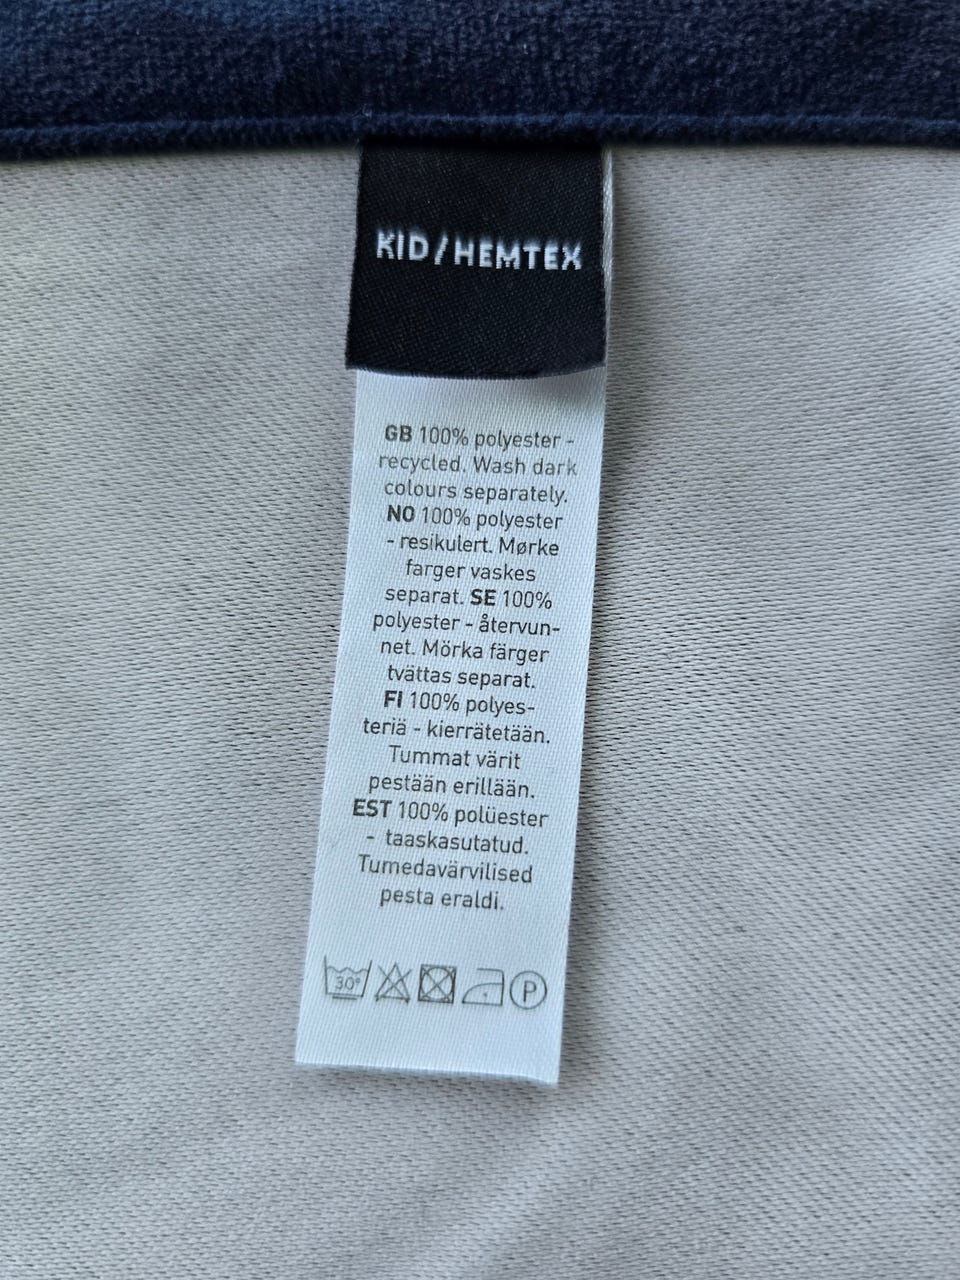 KID/HEMTEX
GB 100% polyester -
recycled. Wash dark
colours separately.
NO 100% polyester
- resikulert. Mørke
farger vaskes
separat. SE 100%
polyester - återvun-
net. Mörka färger
tvättas separat.
FI 100% polyes-
teriä - kierrätetään.
Tummat värit
pestään erillään.
EST 100% polüester
- taaskasutatud.
Tumedavärvilised
pesta eraldi.
30° P